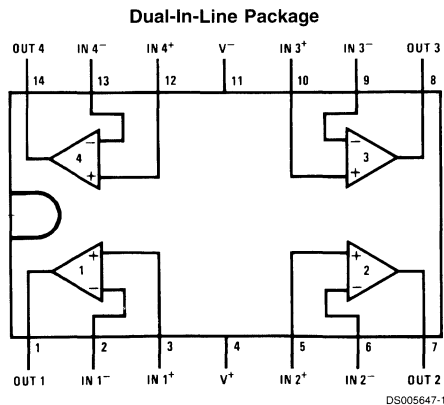 Dual-In-Line Package
OUT 4 IN 4⁻ IN 4⁺ V⁻ IN 3⁺ IN 3⁻ OUT 3
14 13 12 11 10 9 8
− −
4 3
+ +
+ +
1 2
− −
1 2 3 4 5 6 7
OUT 1 IN 1⁻ IN 1⁺ V⁺ IN 2⁺ IN 2⁻ OUT 2
DS005647-1